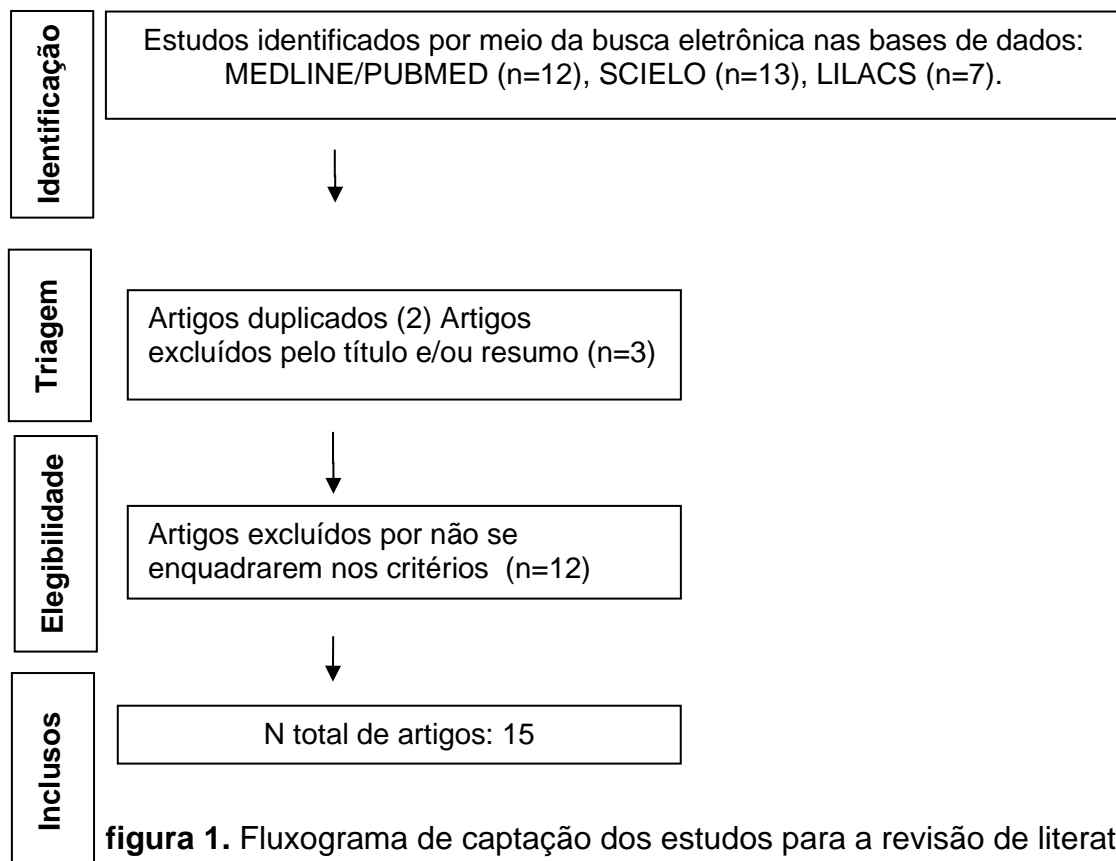 Identificação
Estudos identificados por meio da busca eletrônica nas bases de dados:
MEDLINE/PUBMED (n=12), SCIELO (n=13), LILACS (n=7).
Triagem
Artigos duplicados (2) Artigos
excluídos pelo título e/ou resumo (n=3)
Elegibilidade
Artigos excluídos por não se
enquadrarem nos critérios (n=12)
Inclusos
N total de artigos: 15
figura 1. Fluxograma de captação dos estudos para a revisão de literat